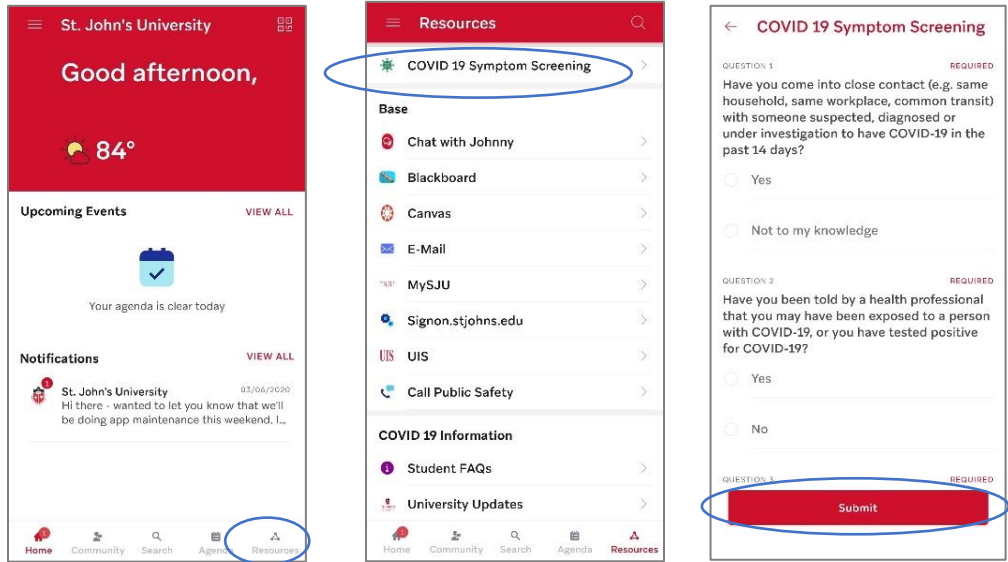 St. John's University
Good afternoon,
84°
Upcoming Events VIEW ALL
Your agenda is clear today
Notifications VIEW ALL
1
St. John's University 03/06/2020
Hi there - wanted to let you know that we'll
be doing app maintenance this weekend. I...
1
Home Community Search Agenda Resources
Resources
COVID 19 Symptom Screening
Base
Chat with Johnny
Blackboard
Canvas
E-Mail
MySJU
Signon.stjohns.edu
UIS UIS
Call Public Safety
COVID 19 Information
Student FAQs
University Updates
1
Home Community Search Agenda Resources
COVID 19 Symptom Screening
QUESTION 1 REQUIRED
Have you come into close contact (e.g. same
household, same workplace, common transit)
with someone suspected, diagnosed or
under investigation to have COVID-19 in the
past 14 days?
Yes
Not to my knowledge
QUESTION 2 REQUIRED
Have you been told by a health professional
that you may have been exposed to a person
with COVID-19, or you have tested positive
for COVID-19?
Yes
No
QUESTION 3 REQUIRED
Submit